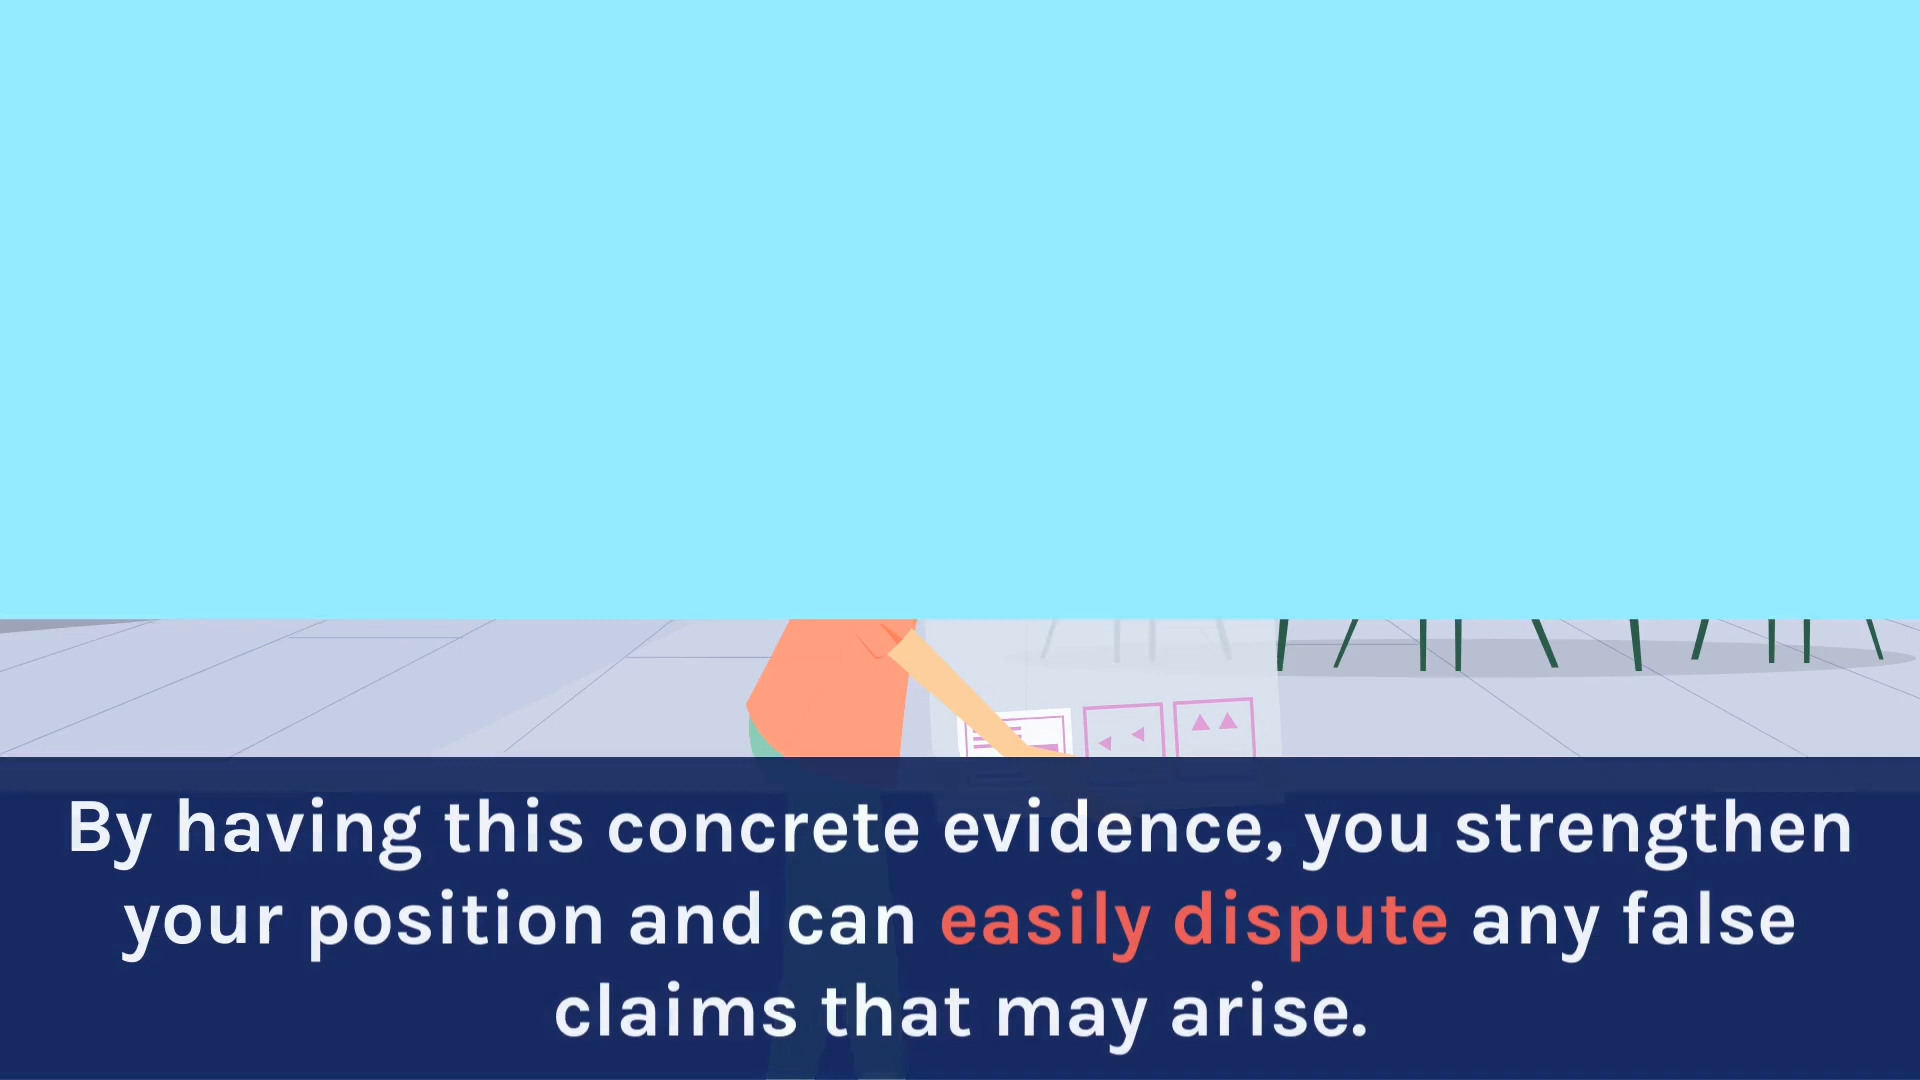 By having this concrete evidence, you strengthen
your position and can easily dispute any false
claims that may arise.